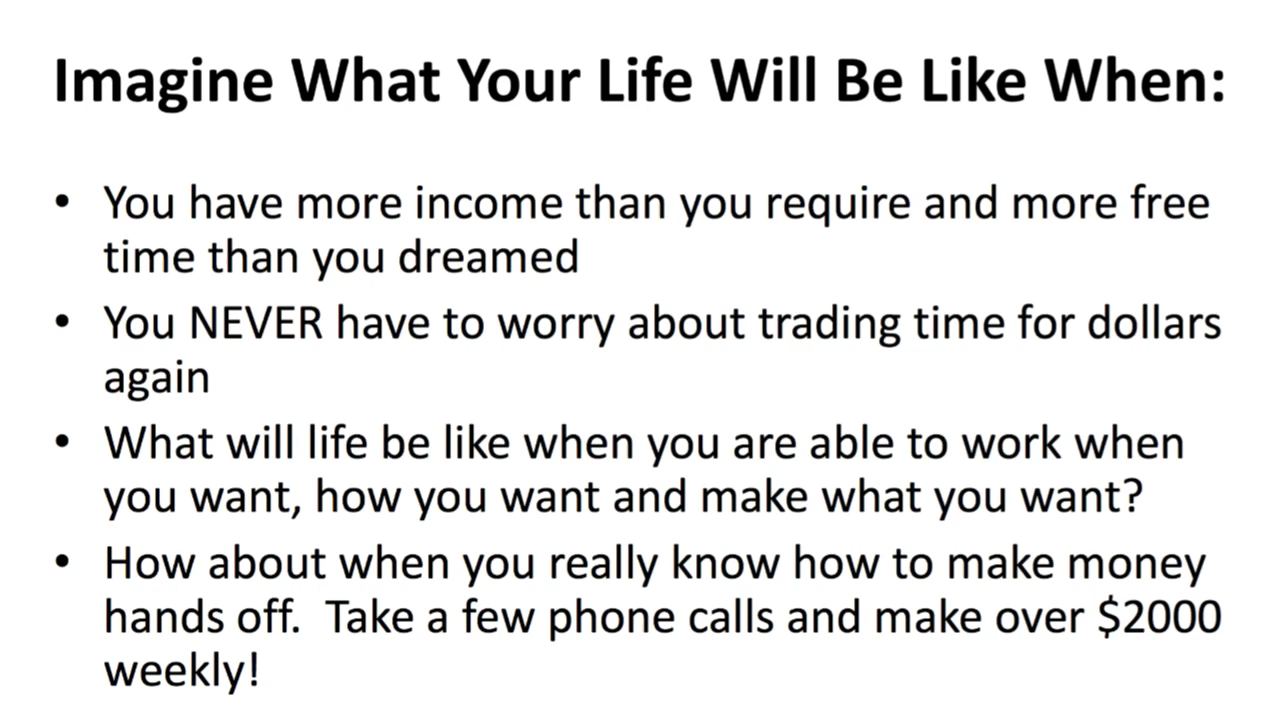 Imagine What Your Life Will Be Like When:
• You have more income than you require and more free
time than you dreamed
• You NEVER have to worry about trading time for dollars
again
• What will life be like when you are able to work when
you want, how you want and make what you want?
• How about when you really know how to make money
hands off.  Take a few phone calls and make over $2000
weekly!